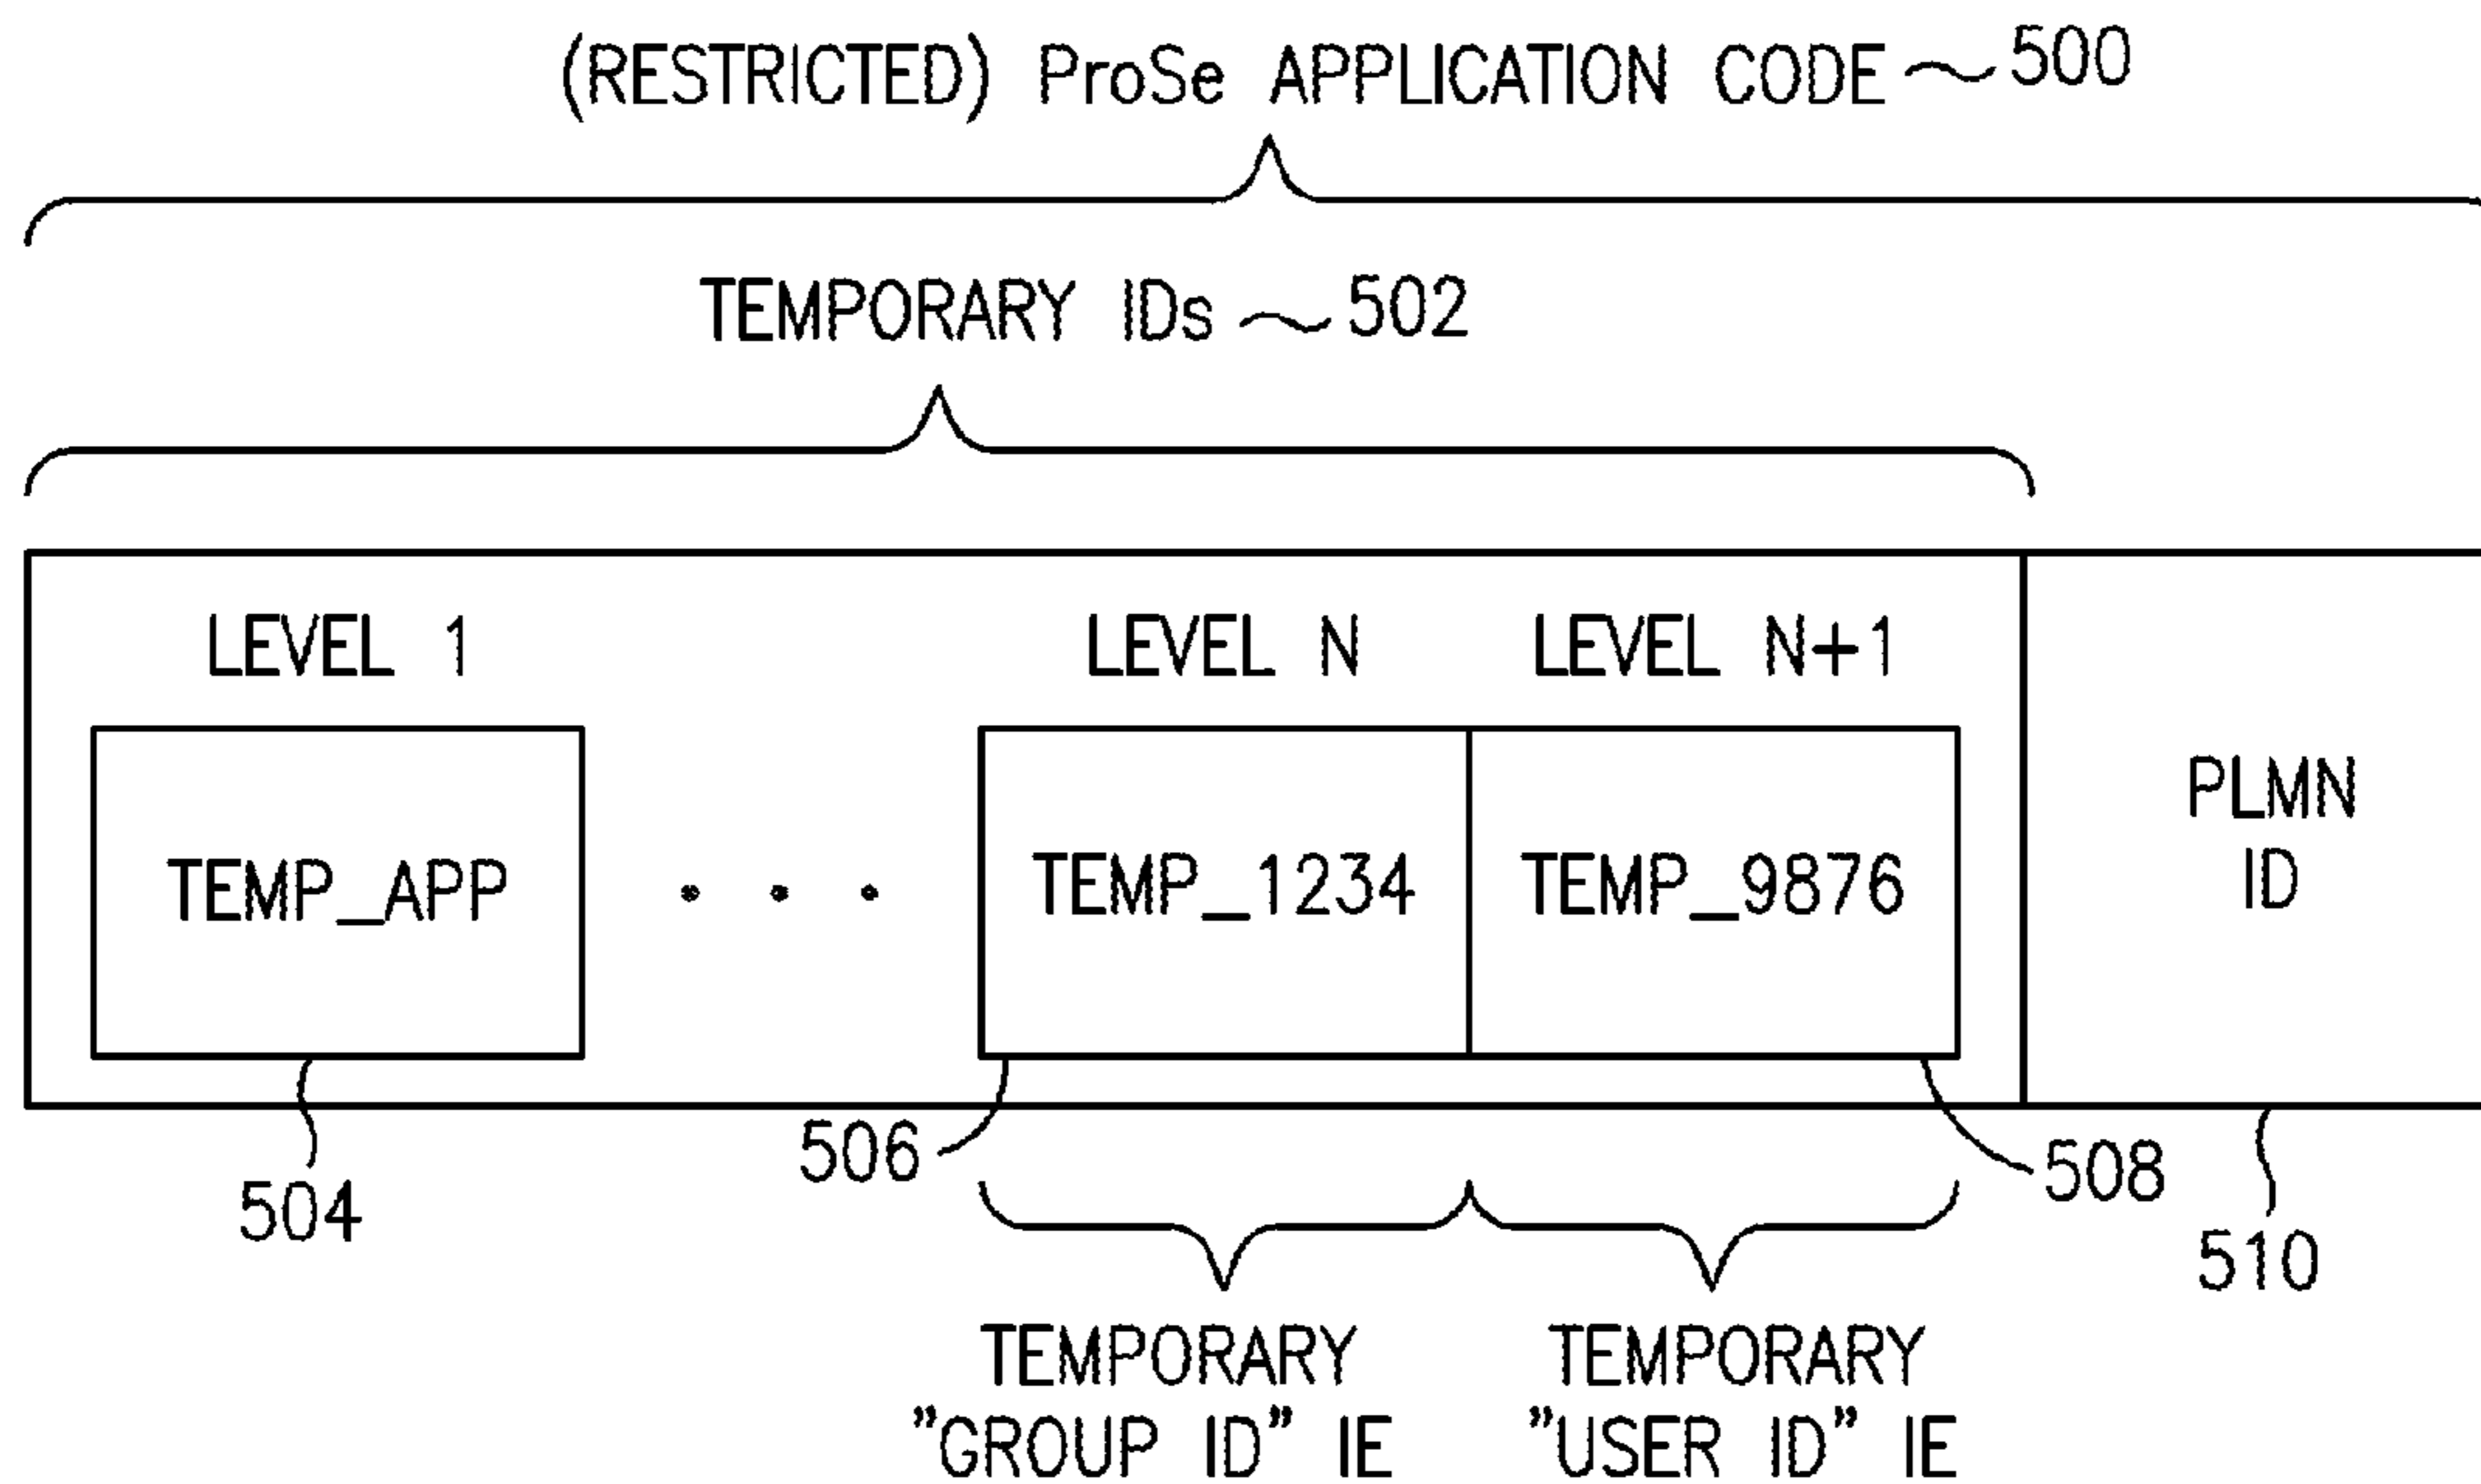 (RESTRICTED) ProSe APPLICATION CODE 500
TEMPORARY IDs 502
LEVEL 1
LEVEL N
LEVEL N+1
TEMP_APP
. . .
TEMP_1234
TEMP_9876
PLMN
ID
504
506
508
510
TEMPORARY
"GROUP ID" IE
TEMPORARY
"USER ID" IE